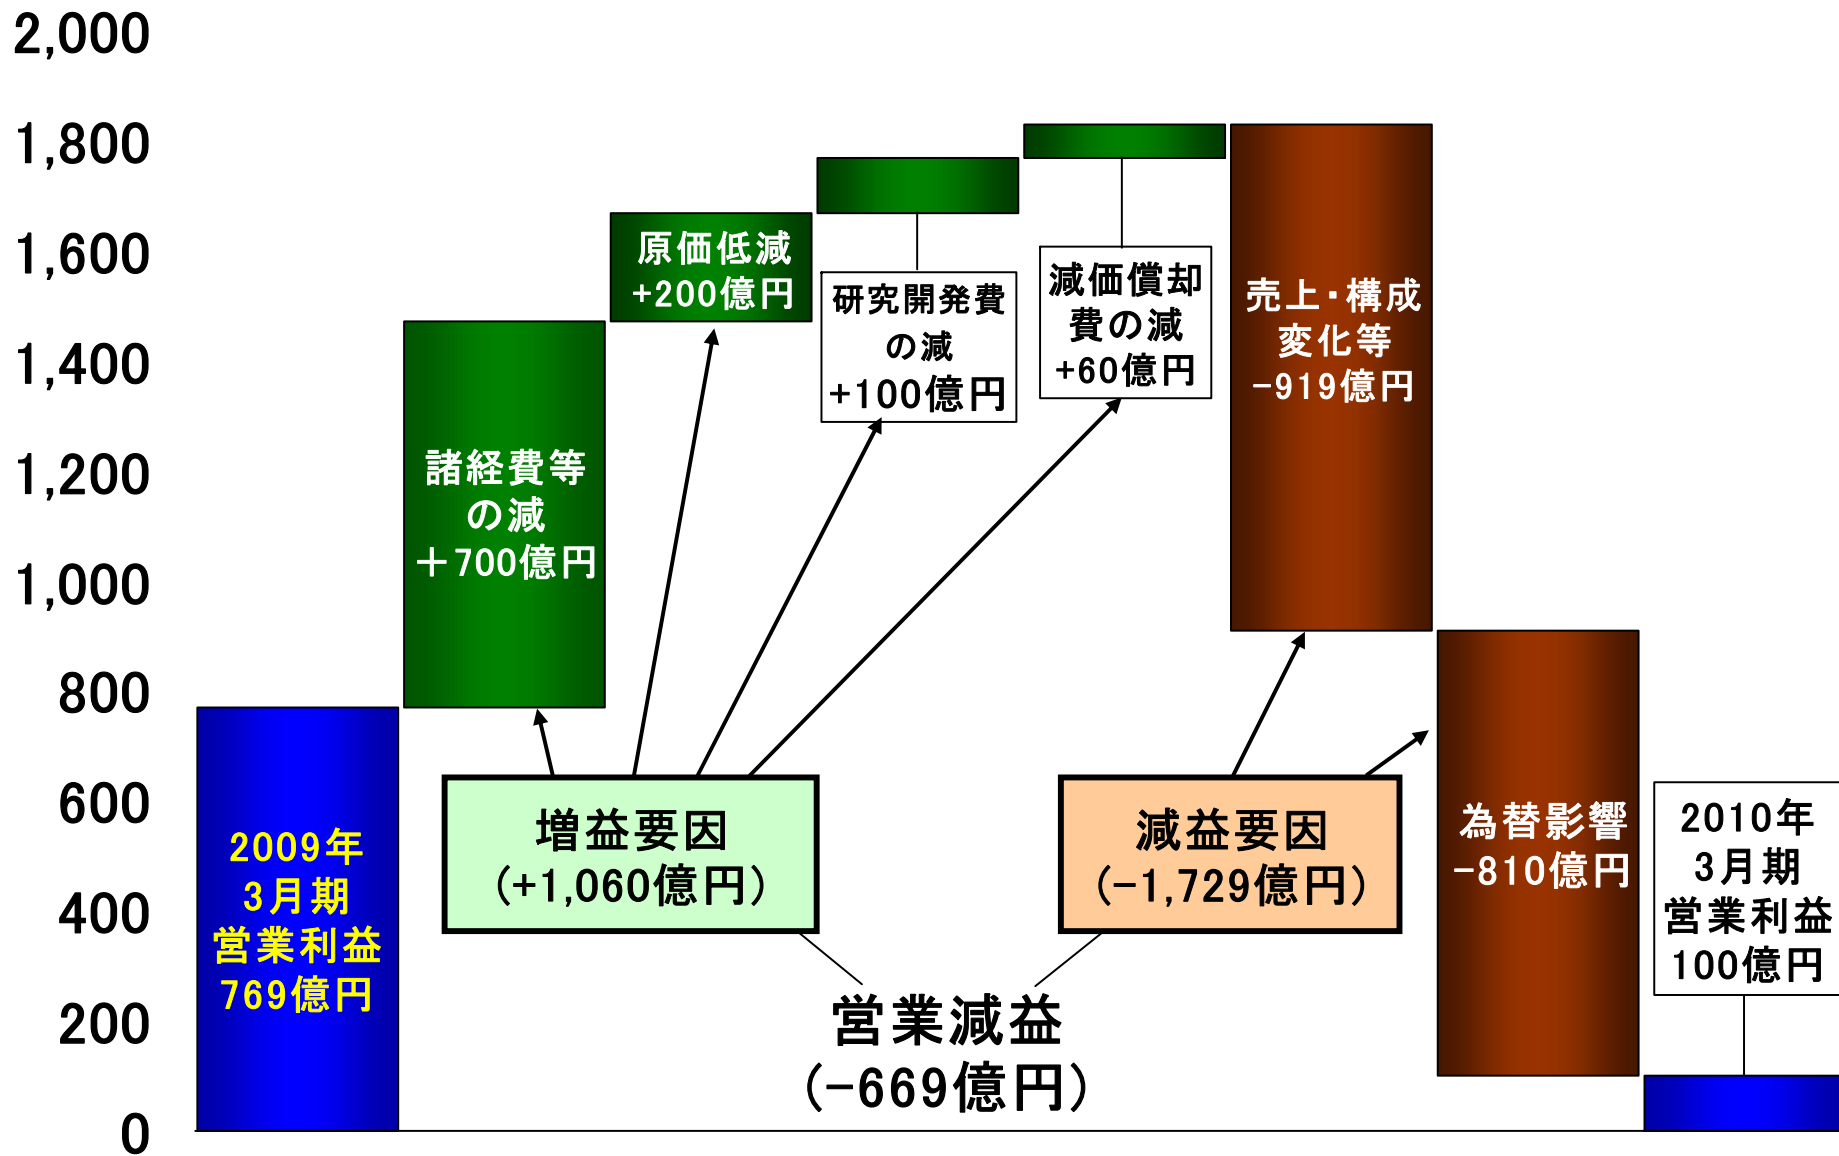 2,000
1,800
1,600
1,400
1,200
1,000
800
600
400
200
0
2009年
3月期
営業利益
769億円
諸経費等
の減
＋700億円
原価低減
+200億円
研究開発費
の減
+100億円
減価償却
費の減
+60億円
売上・構成
変化等
-919億円
為替影響
-810億円
2010年
3月期
営業利益
100億円
増益要因
(+1,060億円)
減益要因
(-1,729億円)
営業減益
(-669億円)